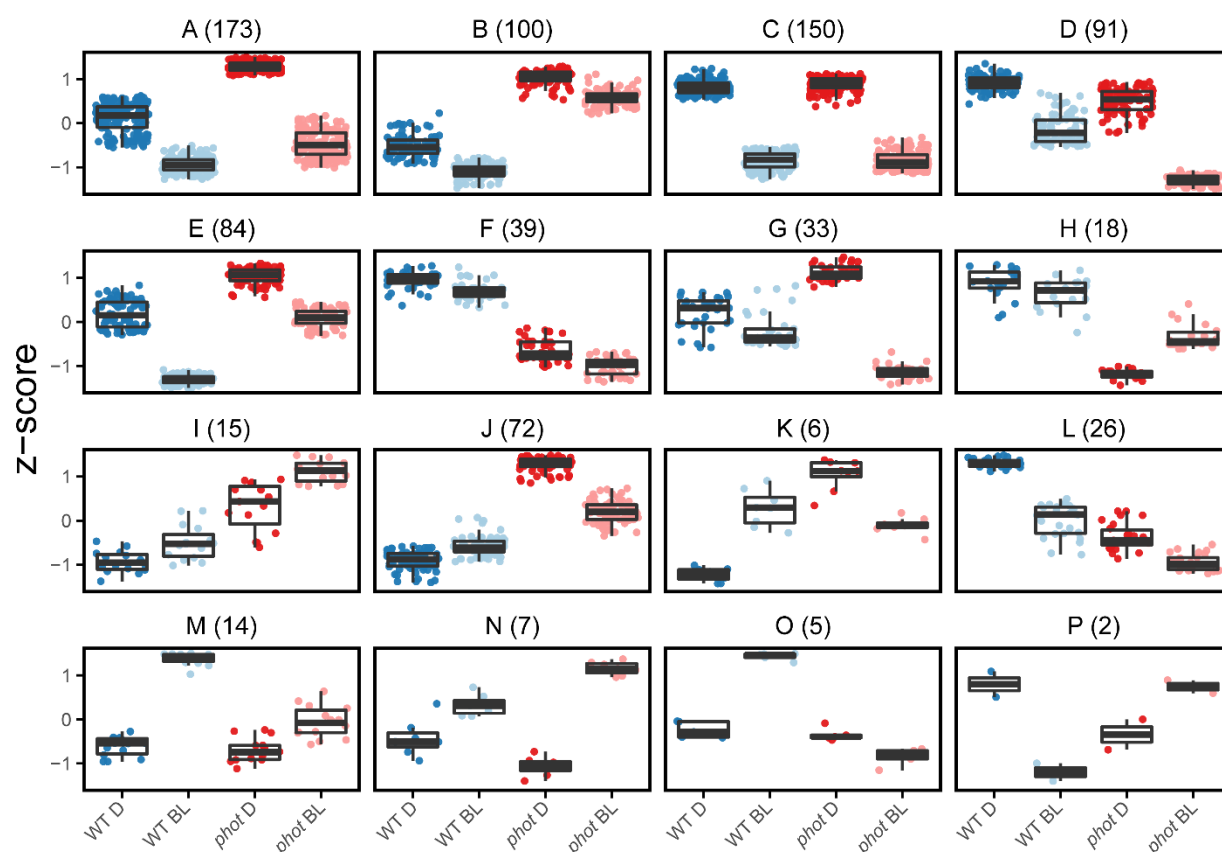 A (173) B (100) C (150) D (91)
1
0
−1
E (84) F (39) G (33) H (18)
1
0
−1
z−score
I (15) J (72) K (6) L (26)
1
0
−1
M (14) N (7) O (5) P (2)
1
0
−1
WT D WT BL phot D phot BL WT D WT BL phot D phot BL WT D WT BL phot D phot BL WT D WT BL phot D phot BL